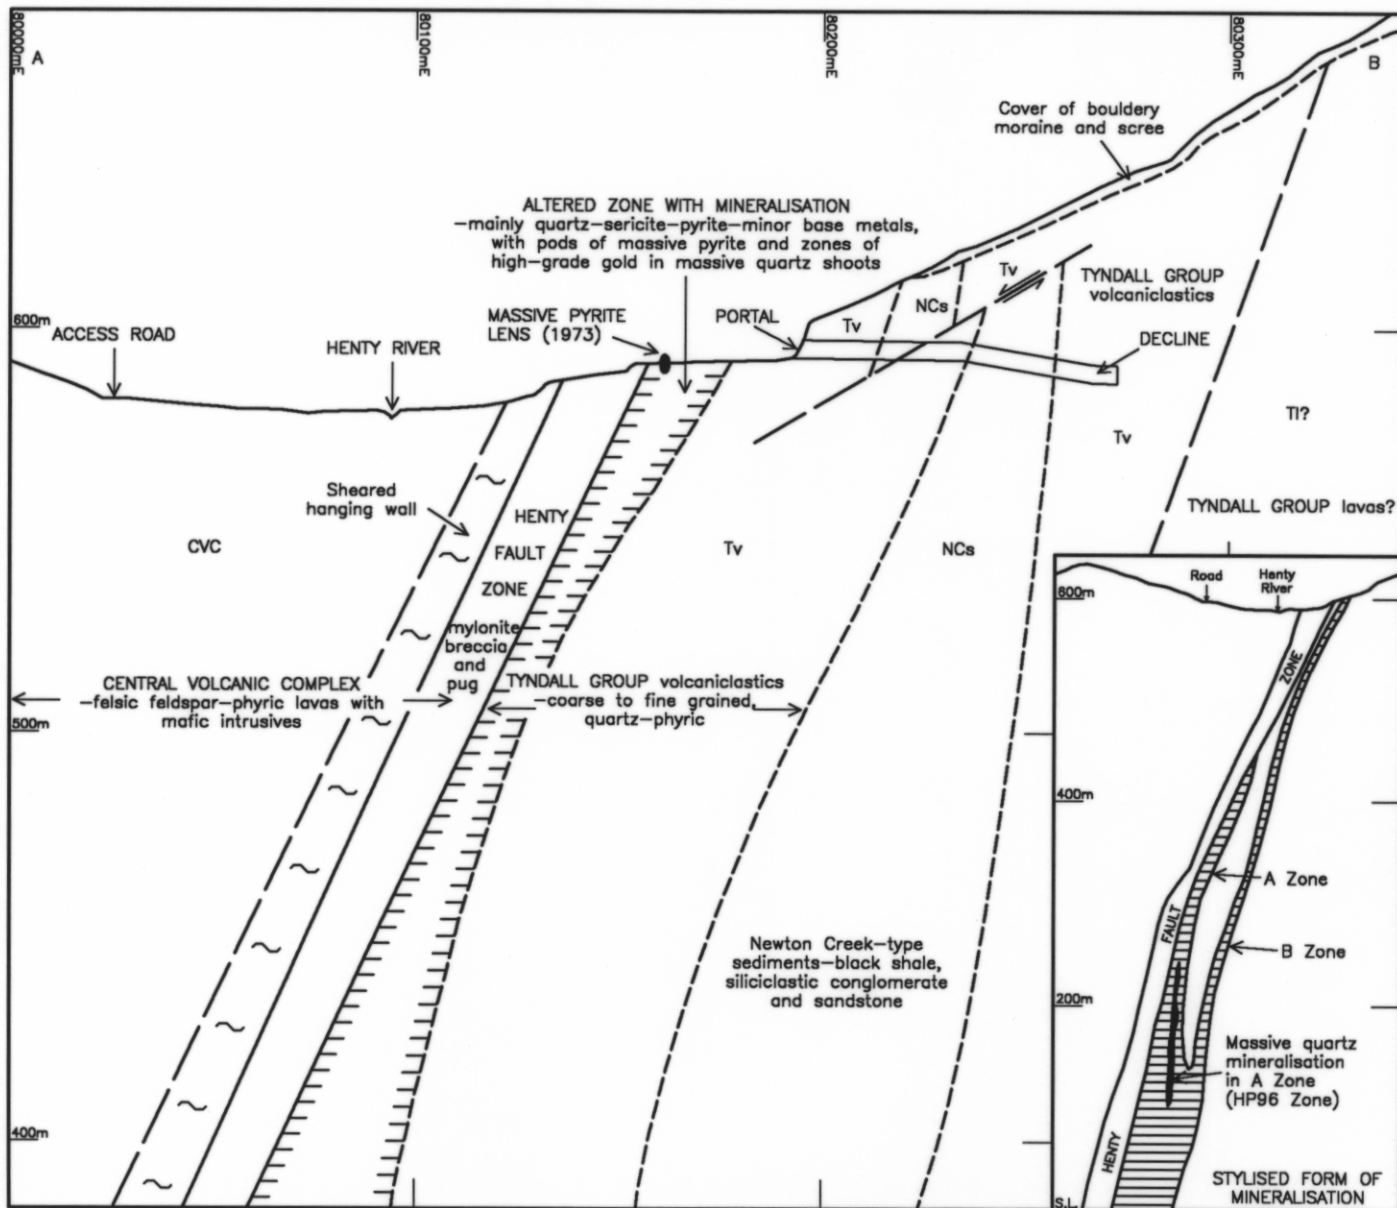 80000mE
80100mE
80200mE
80300mE
A
B
Cover of bouldery
moraine and scree
ALTERED ZONE WITH MINERALISATION
-mainly quartz-sericite-pyrite-minor base metals,
with pods of massive pyrite and zones of
high-grade gold in massive quartz shoots
Tv
TYNDALL GROUP
volcaniclastics
NCs
MASSIVE PYRITE
LENS (1973)
PORTAL
Tv
600m
ACCESS ROAD
HENTY RIVER
DECLINE
Tl?
Tv
Sheared
hanging wall
TYNDALL GROUP lavas?
HENTY
FAULT
ZONE
CVC
Tv
NCs
mylonite
breccia
and
pug
CENTRAL VOLCANIC COMPLEX
-felsic feldspar-phyric lavas with
mafic intrusives
TYNDALL GROUP volcaniclastics
-coarse to fine grained,
quartz-phyric
500m
Newton Creek-type
sediments-black shale,
siliciclastic conglomerate
and sandstone
400m
Road
Henty
River
600m
ZONE
400m
A Zone
FAULT
B Zone
200m
Massive quartz
mineralisation
in A Zone
(HP96 Zone)
HENTY
STYLISED FORM OF
MINERALISATION
S.L.